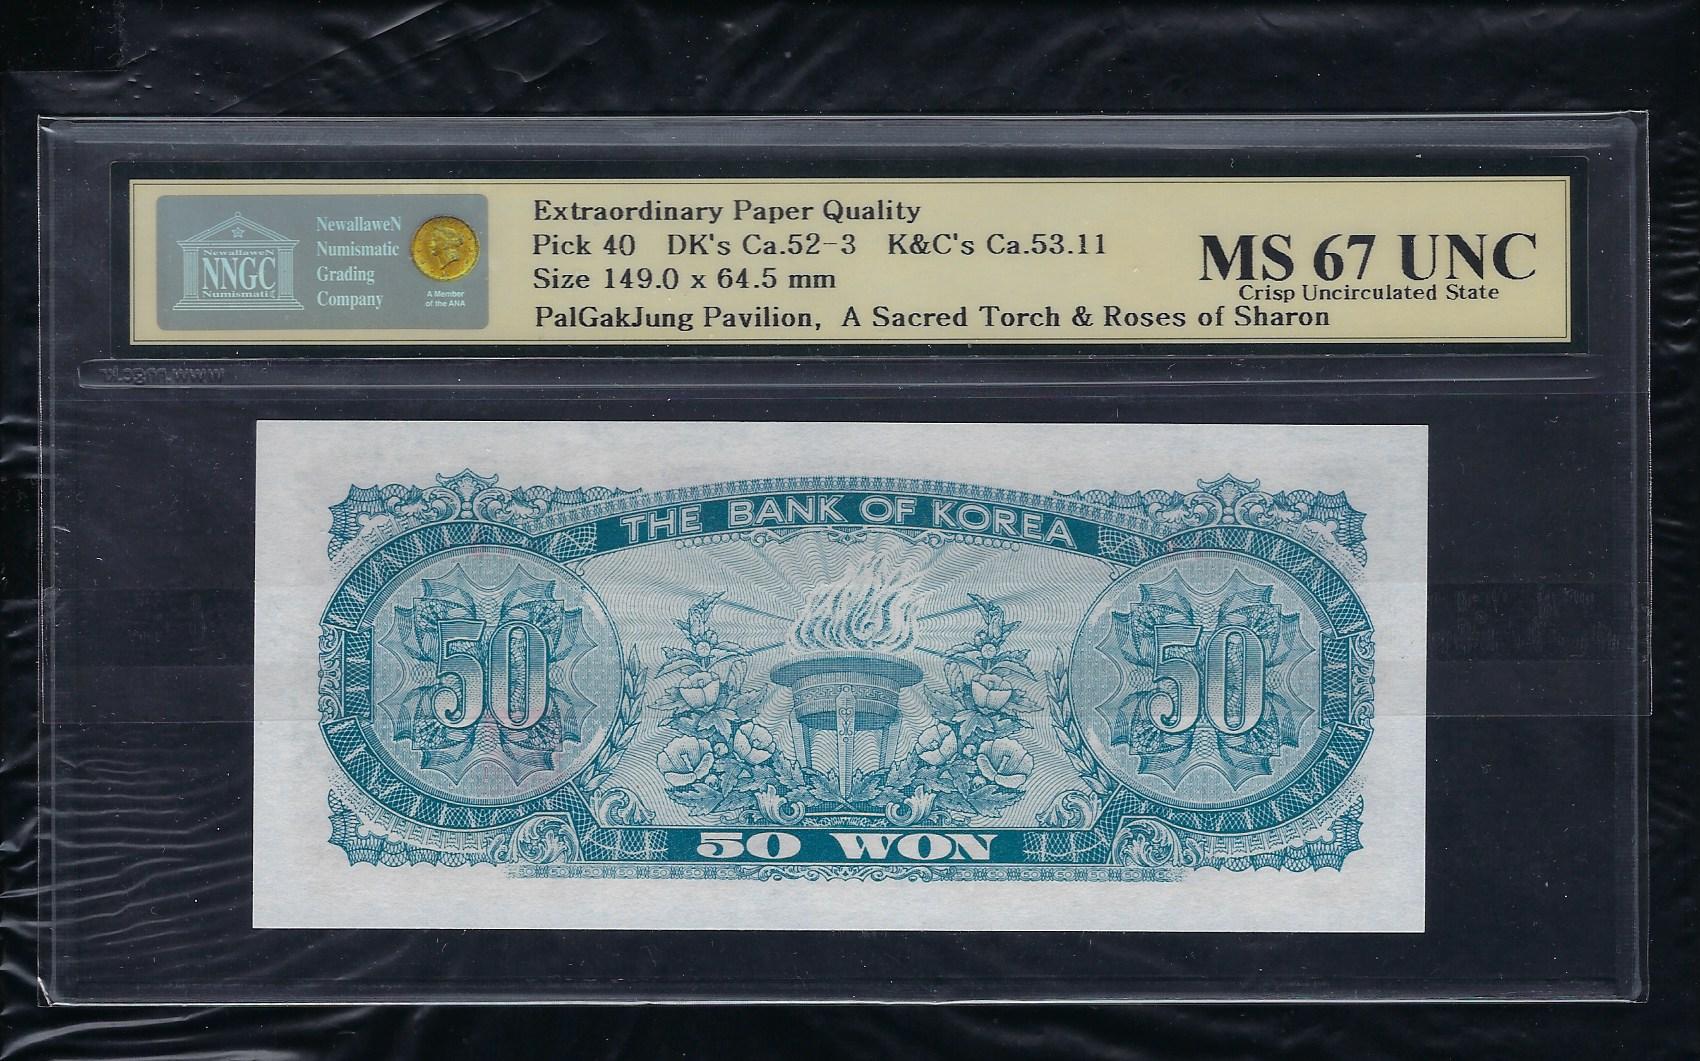 NewallaweN
Numismatic
Grading
Company
NewallaweN
NNGC
Numismati
A Member
of the ANA
Extraordinary Paper Quality
Pick 40 DK's Ca.52-3 K&C's Ca.53.11
Size 149.0 x 64.5 mm
PalGakJung Pavilion, A Sacred Torch & Roses of Sharon
MS 67 UNC
Crisp Uncirculated State
THE BANK OF KOREA
50
50
50 WON